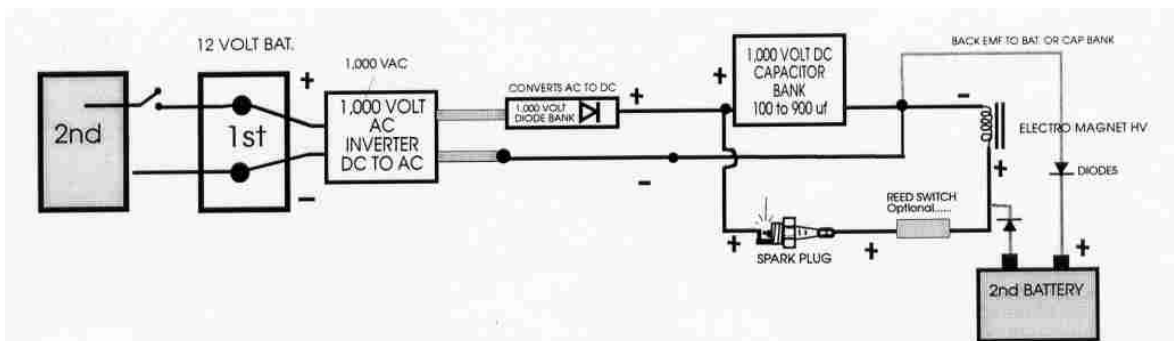 12 VOLT BAT.
2nd
+
1st
−
1,000 VAC
1,000 VOLT
AC
INVERTER
DC TO AC
CONVERTS AC TO DC
1,000 VOLT
DIODE BANK
+
−
+
1,000 VOLT DC
CAPACITOR
BANK
100 to 900 uf
BACK EMF TO BAT. OR CAP BANK
−
ELECTRO MAGNET HV
+
DIODES
REED SWITCH
Optional......
+
SPARK PLUG
+
+
2nd BATTERY